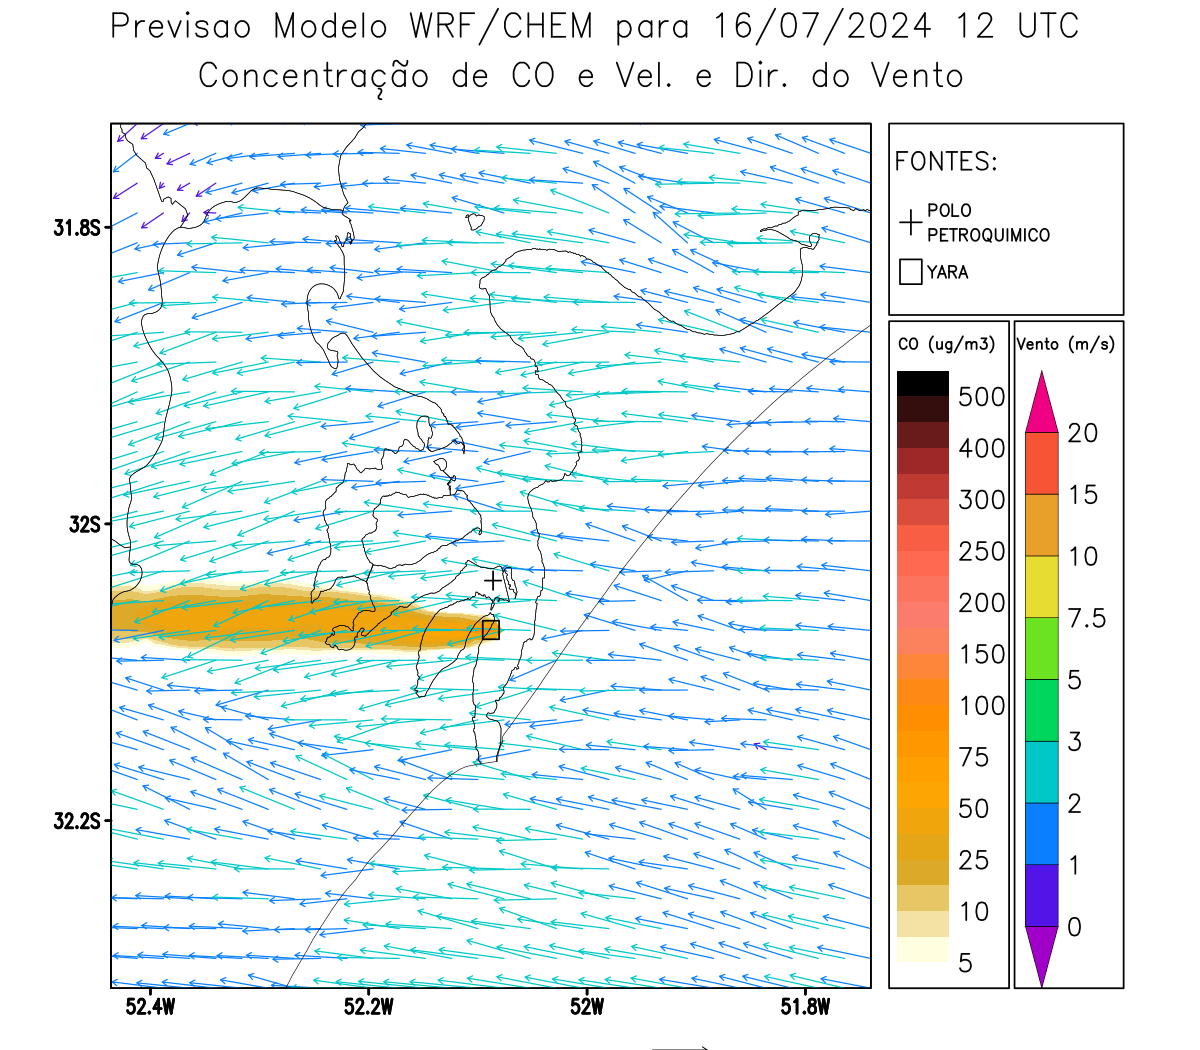 Previsao Modelo WRF/CHEM para 16/07/2024 12 UTC
Concentração de CO e Vel. e Dir. do Vento
FONTES:
POLO
PETROQUIMICO
YARA
CO (ug/m3)
500
400
300
250
200
150
100
75
50
25
10
5
Vento (m/s)
20
15
10
7.5
5
3
2
1
0
31.8S
32S
32.2S
52.4W 52.2W 52W 51.8W